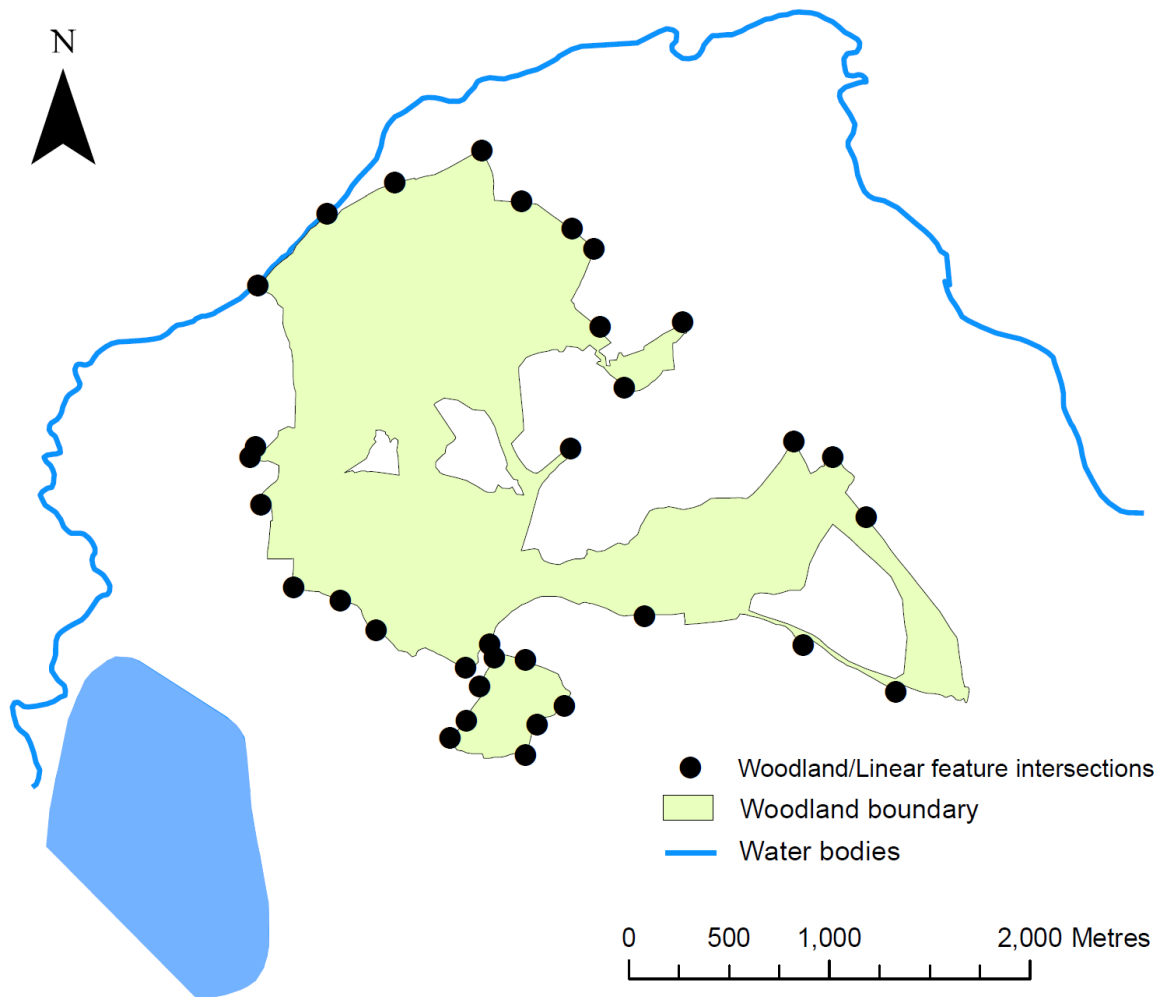 N
Woodland/Linear feature intersections
Woodland boundary
Water bodies
0 500 1,000 2,000 Metres